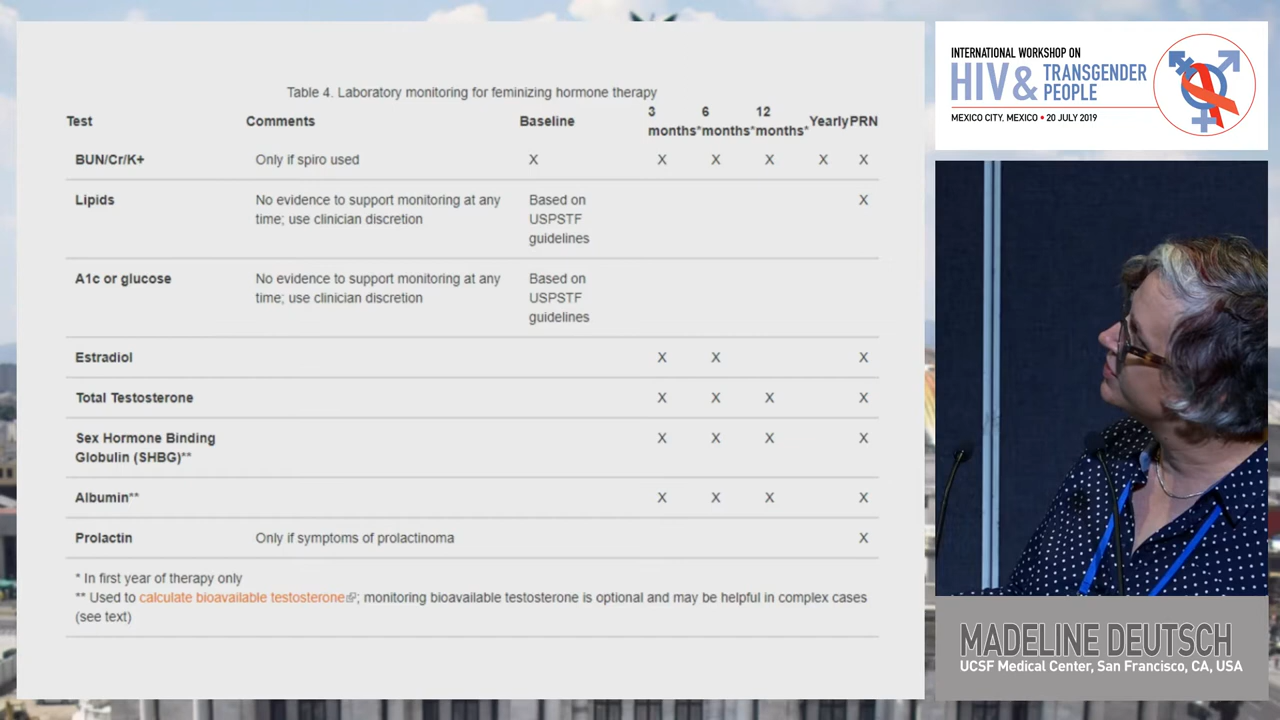 Table 4. Laboratory monitoring for feminizing hormone therapy
Test Comments Baseline 3 months* 6 months* 12 months* Yearly PRN
BUN/Cr/K+ Only if spiro used X X X X X X
Lipids No evidence to support monitoring at any Based on X
time; use clinician discretion USPSTF
guidelines
A1c or glucose No evidence to support monitoring at any Based on
time; use clinician discretion USPSTF
guidelines
Estradiol X X X
Total Testosterone X X X X
Sex Hormone Binding X X X X
Globulin (SHBG)**
Albumin** X X X X
Prolactin Only if symptoms of prolactinoma X
* In first year of therapy only
** Used to calculate bioavailable testosterone; monitoring bioavailable testosterone is optional and may be helpful in complex cases
(see text)
INTERNATIONAL WORKSHOP ON
HIV & TRANSGENDER
PEOPLE
MEXICO CITY, MEXICO • 20 JULY 2019
MADELINE DEUTSCH
UCSF Medical Center, San Francisco, CA, USA